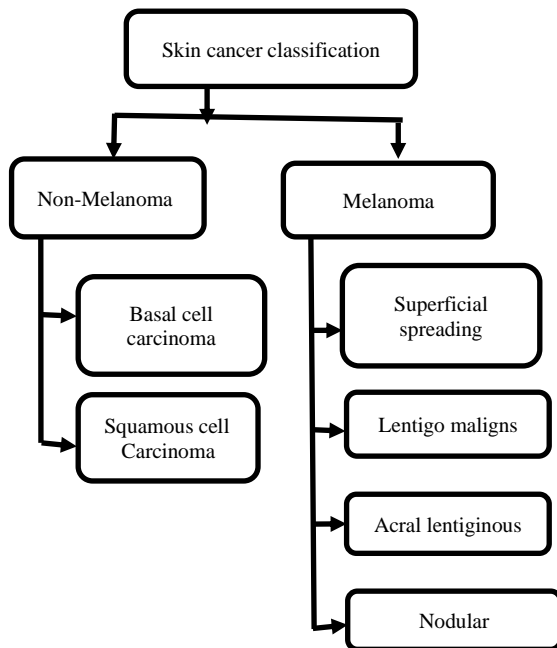 Skin cancer classification
Non-Melanoma
Melanoma
Basal cell
carcinoma
Squamous cell
Carcinoma
Superficial
spreading
Lentigo maligns
Acral lentiginous
Nodular